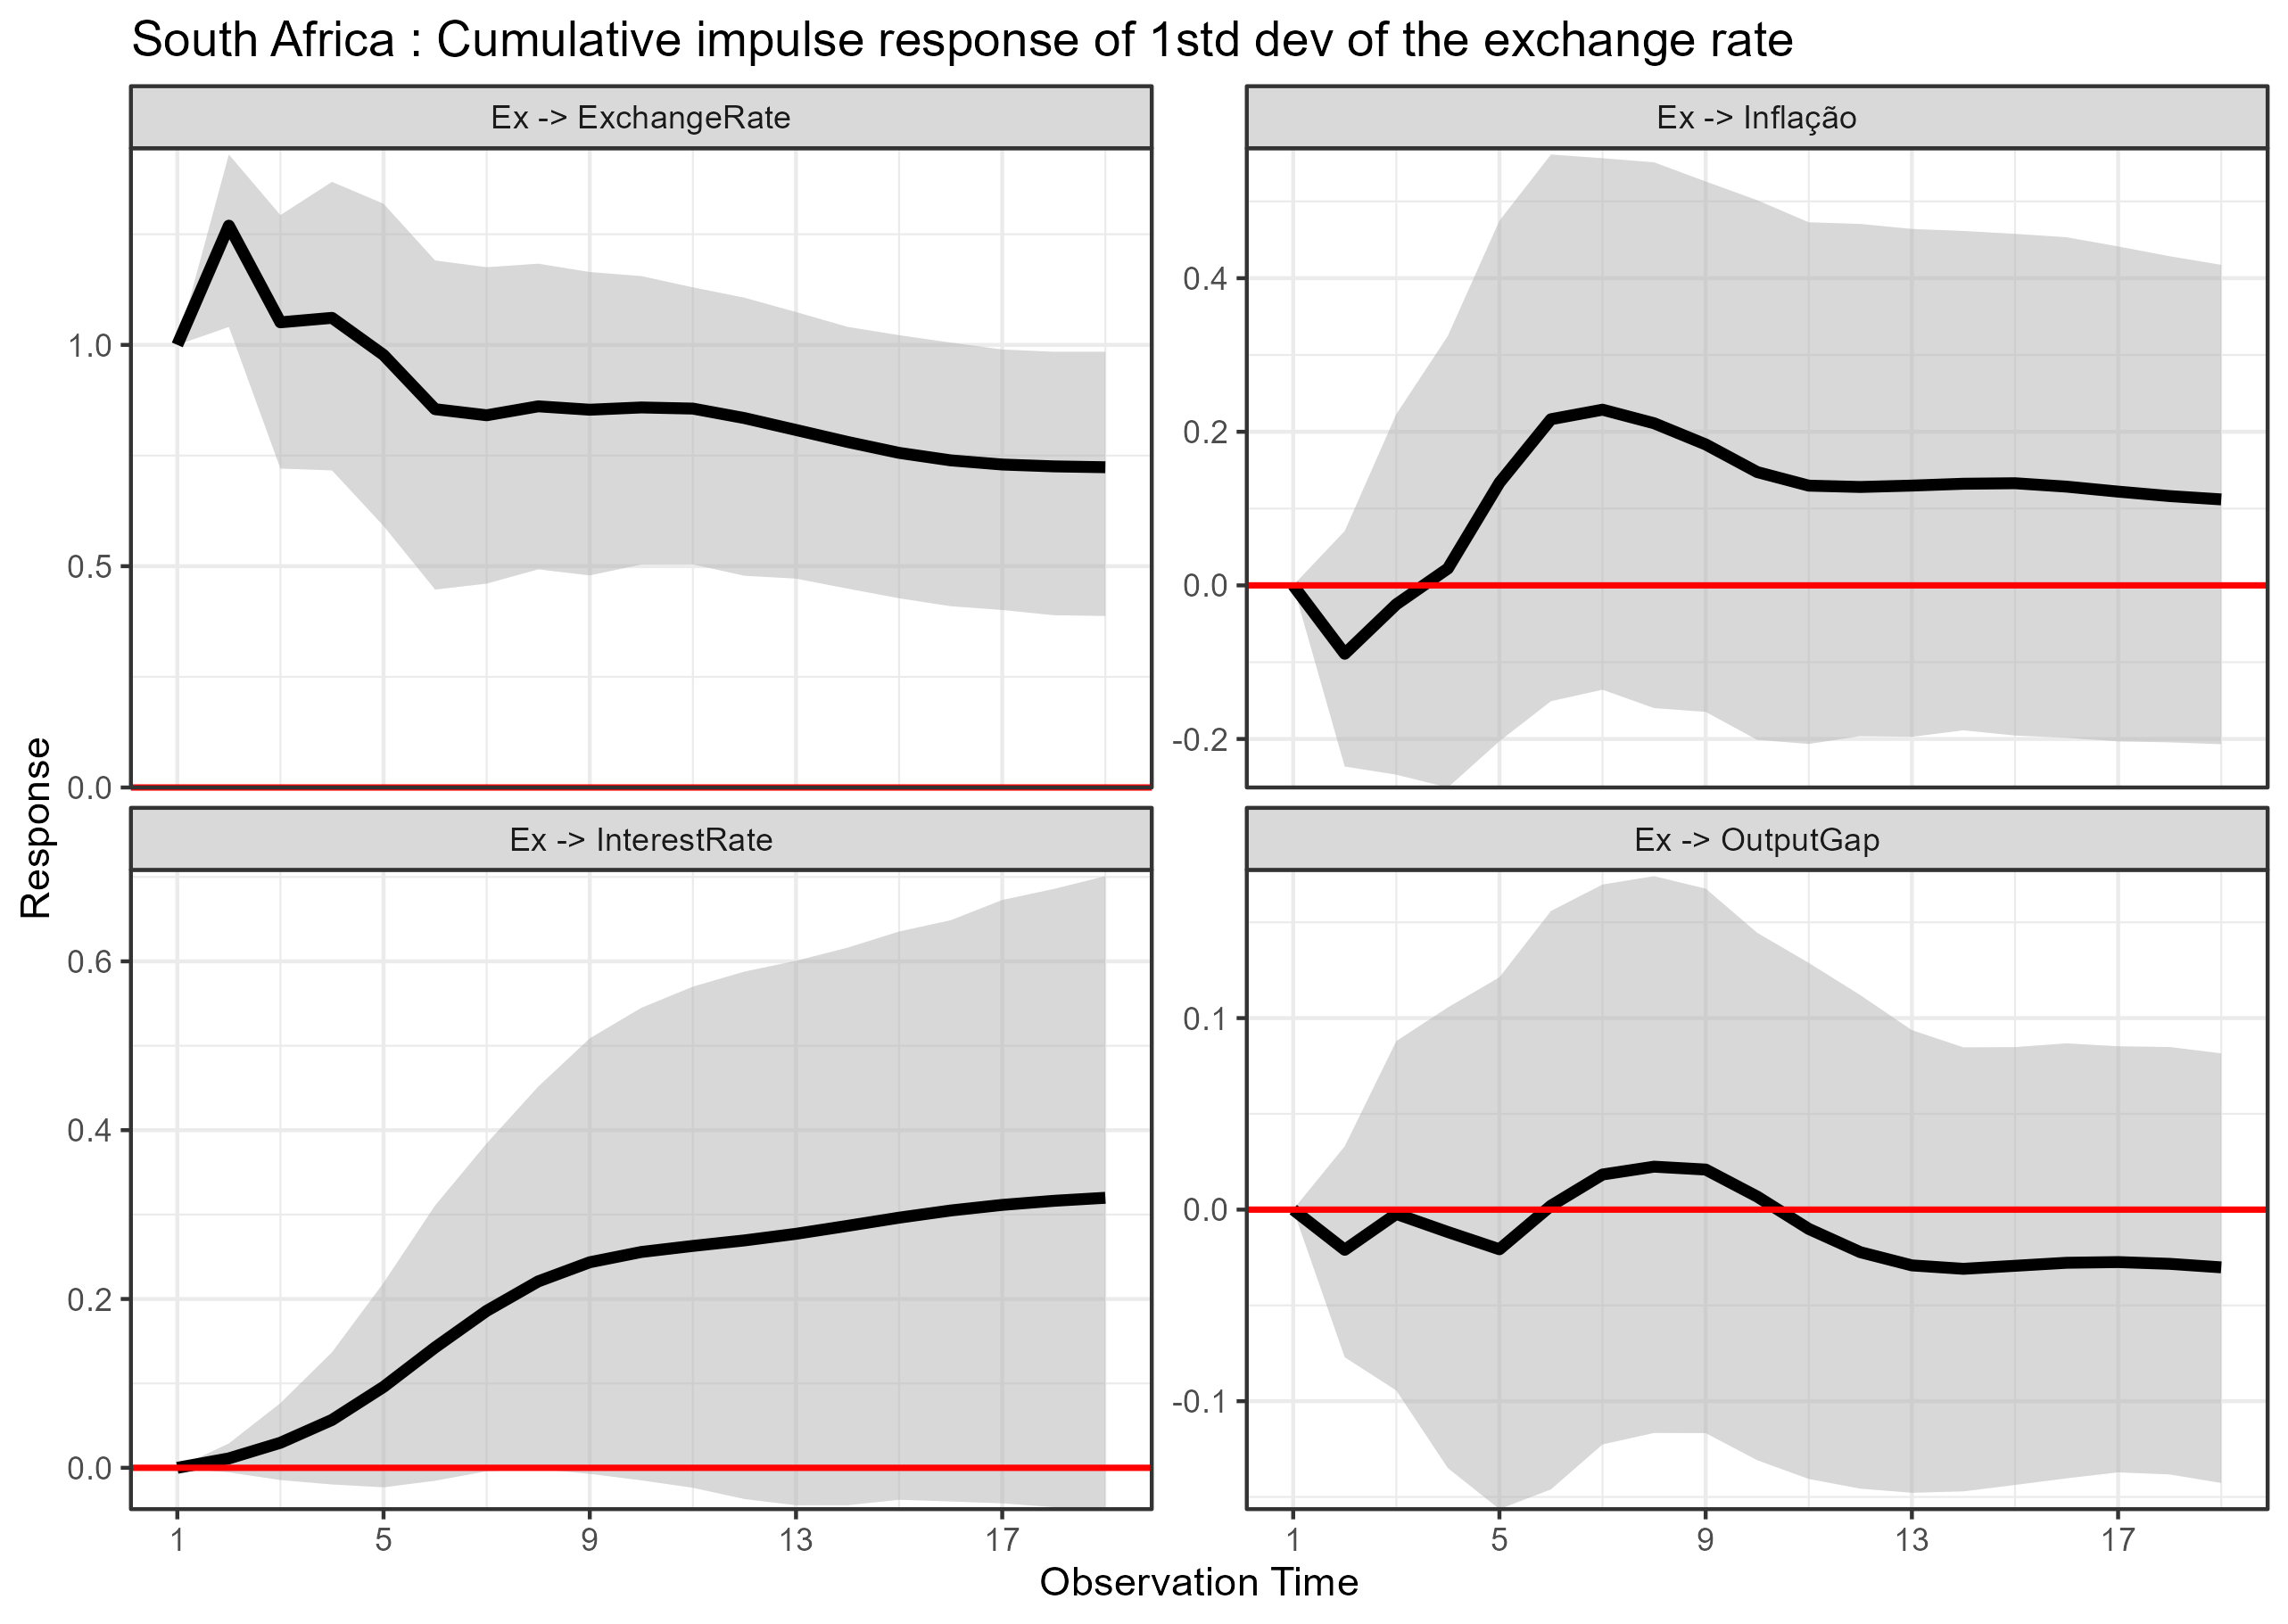 South Africa : Cumulative impulse response of 1std dev of the exchange rate
Ex -> ExchangeRate
Ex -> Inflação
1.0
0.5
0.0
0.4
0.2
0.0
-0.2
Response
Ex -> InterestRate
Ex -> OutputGap
0.6
0.4
0.2
0.0
0.1
0.0
-0.1
1 5 9 13 17
1 5 9 13 17
Observation Time